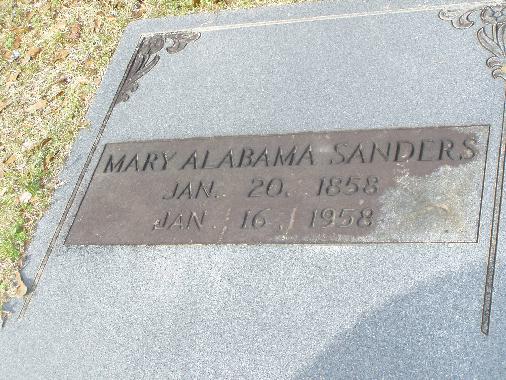 MARY ALABAMA SANDERS
JAN. 20. 1858
JAN. 16, 1958